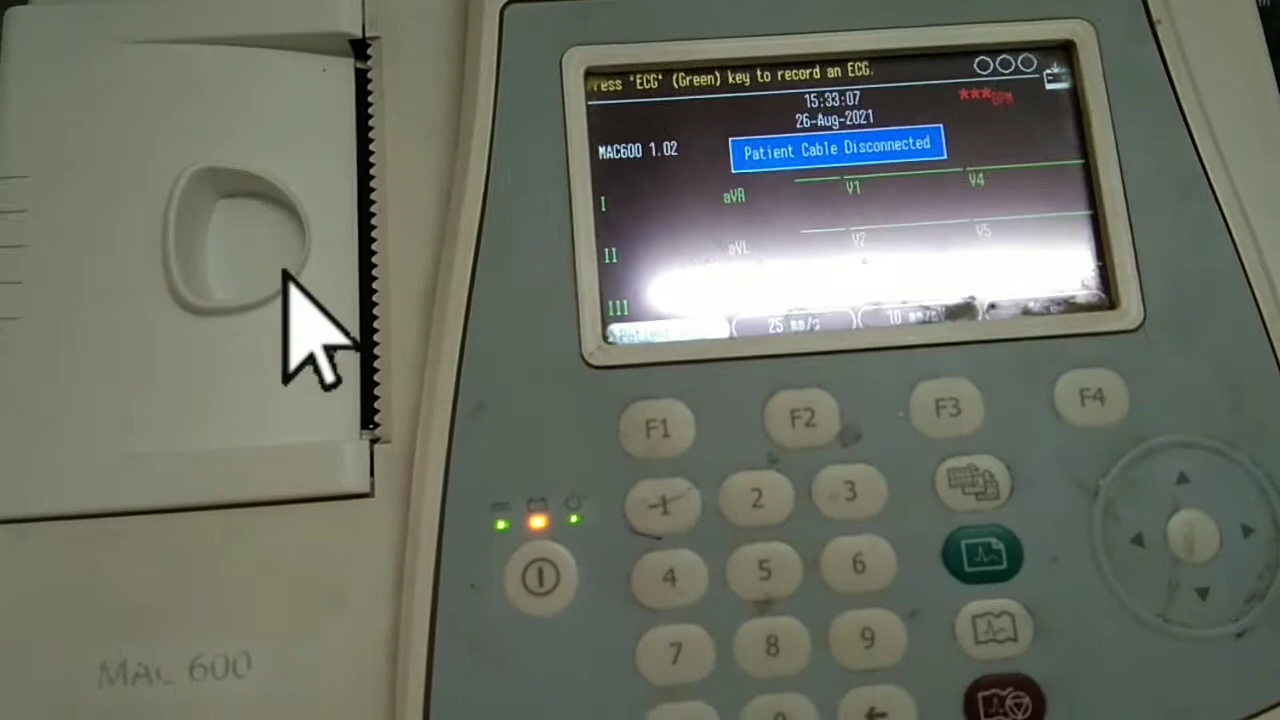 ress "ECG" (Green) key to record an ECG.
15:33:07
***BPM
26-Aug-2021
MAC600 1.02
Patient Cable Disconnected
I
aVR
V1
V4
II
aVL
V2
V5
III
Patient
25 mm/s
10 mm/mV
F1
F2
F3
F4
1
2
3
4
5
6
7
8
9
MAC 600